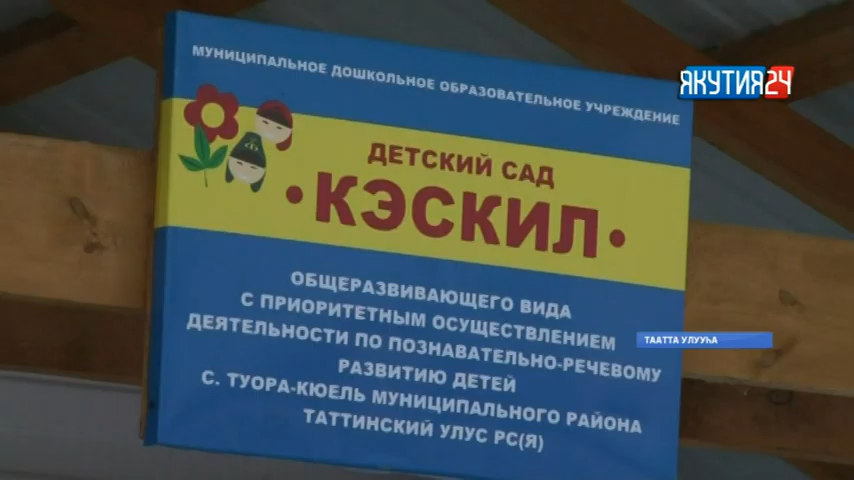 МУНИЦИПАЛЬНОЕ ДОШКОЛЬНОЕ ОБРАЗОВАТЕЛЬНОЕ УЧРЕЖДЕНИЕ
ЯКУТИЯ24
ДЕТСКИЙ САД
•КЭСКИЛ•
ОБЩЕРАЗВИВАЮЩЕГО ВИДА
С ПРИОРИТЕТНЫМ ОСУЩЕСТВЛЕНИЕМ
ДЕЯТЕЛЬНОСТИ ПО ПОЗНАВАТЕЛЬНО-РЕЧЕВОМУ
РАЗВИТИЮ ДЕТЕЙ
С. ТУОРА-КЮЕЛЬ МУНИЦИПАЛЬНОГО РАЙОНА
ТАТТИНСКИЙ УЛУС РС(Я)
ТААТТА УЛУУҺА